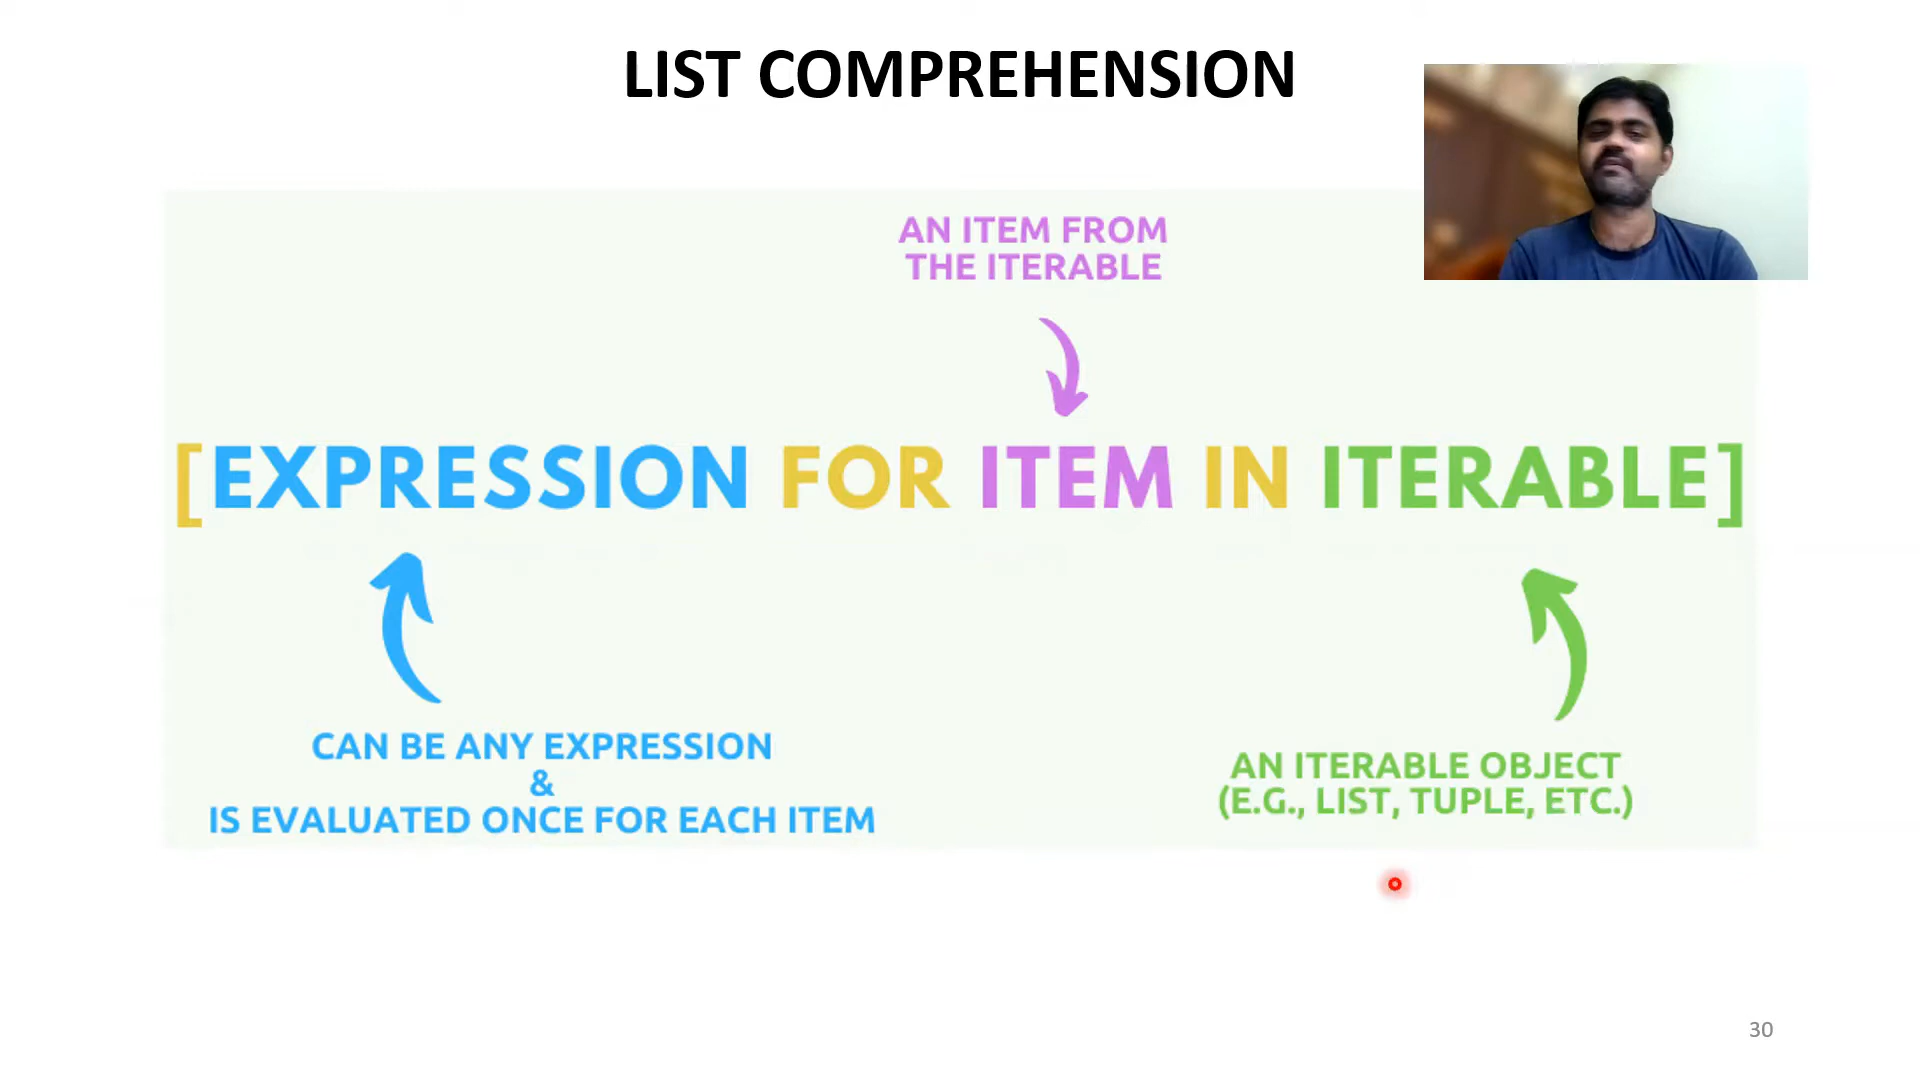 LIST COMPREHENSION
AN ITEM FROM
THE ITERABLE
[EXPRESSION FOR ITEM IN ITERABLE]
CAN BE ANY EXPRESSION
&
IS EVALUATED ONCE FOR EACH ITEM
AN ITERABLE OBJECT
(E.G., LIST, TUPLE, ETC.)
30